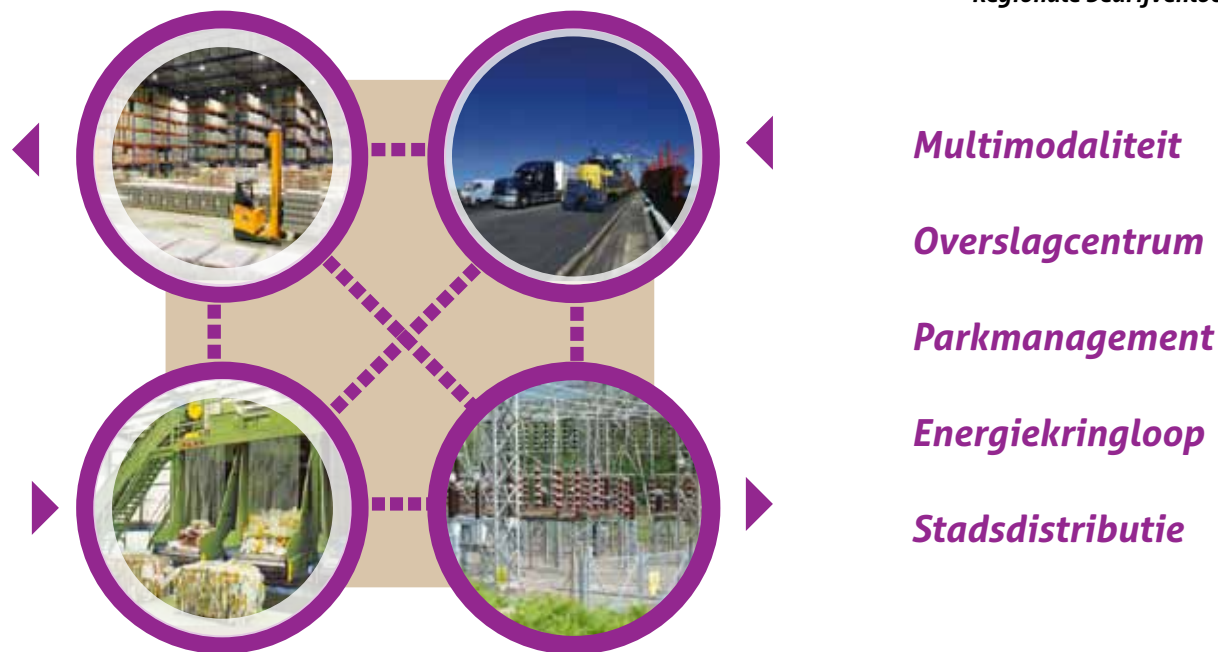 Multimodaliteit
Overslagcentrum
Parkmanagement
Energiekringloop
Stadsdistributie